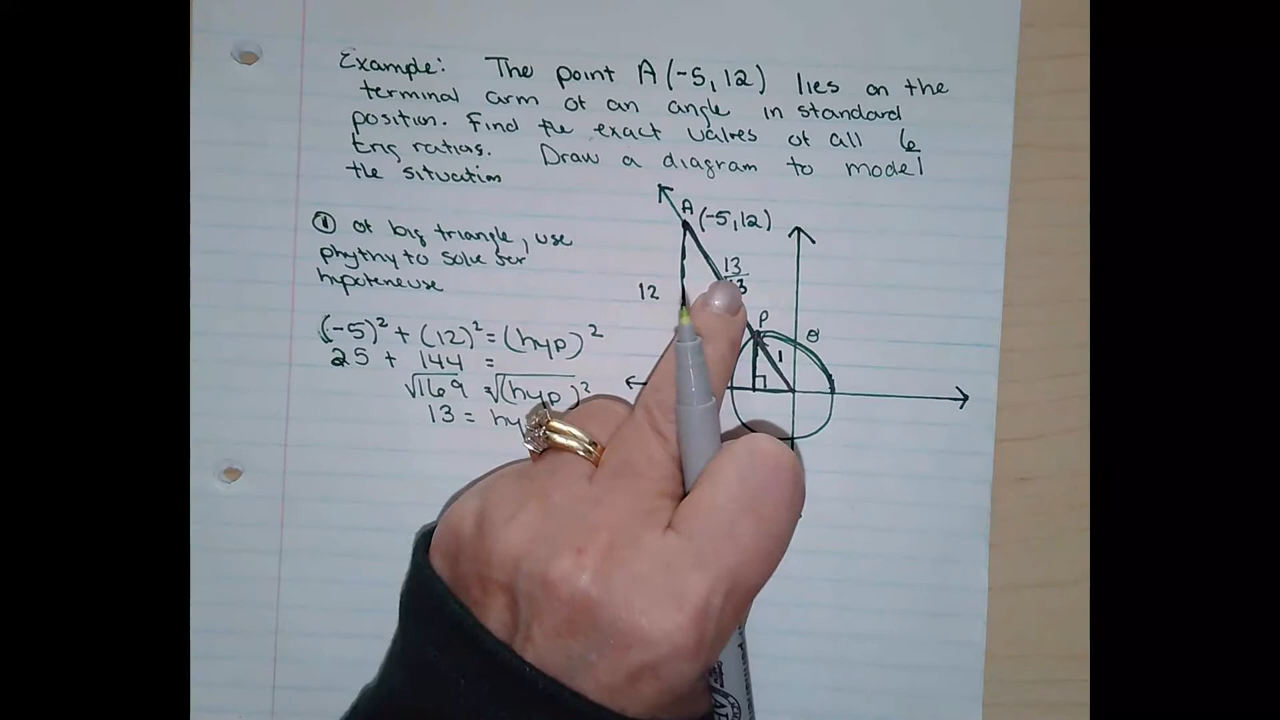 Example: The point A(-5,12) lies on the
terminal arm of an angle in standard
position. Find the exact values of all 6
trig ratios. Draw a diagram to model
the situation
① of big triangle, use
phythy to solve for
hypoteneuse
(-5)² + (12)² = (hyp)²
25 + 144 =
√169 √(hyp)²
13 = hy
A(-5,12)
13
13
12
P
θ
1